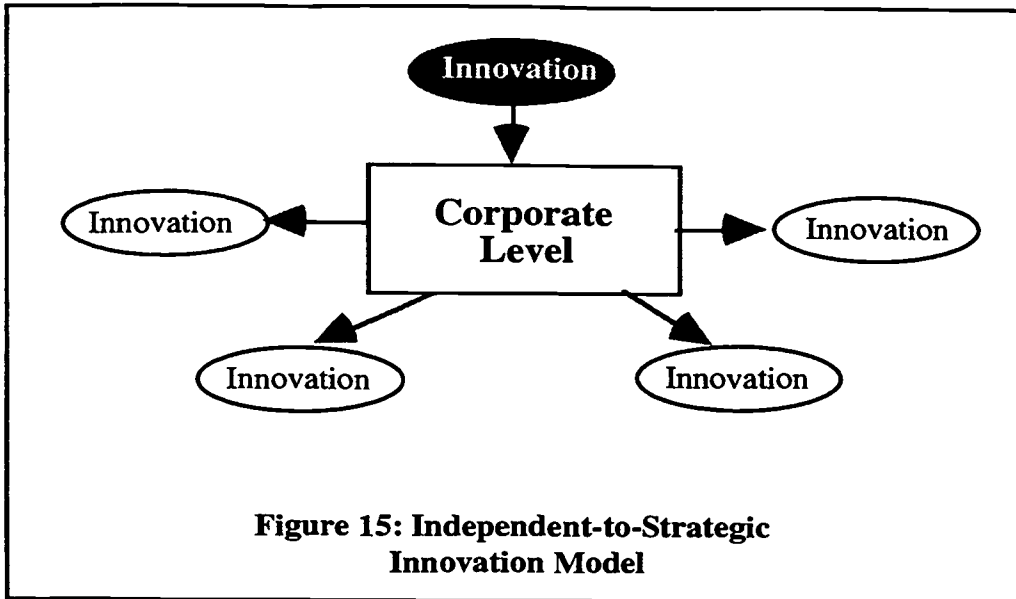 Innovation
Corporate
Level
Innovation
Innovation
Innovation
Innovation
Figure 15: Independent-to-Strategic
Innovation Model